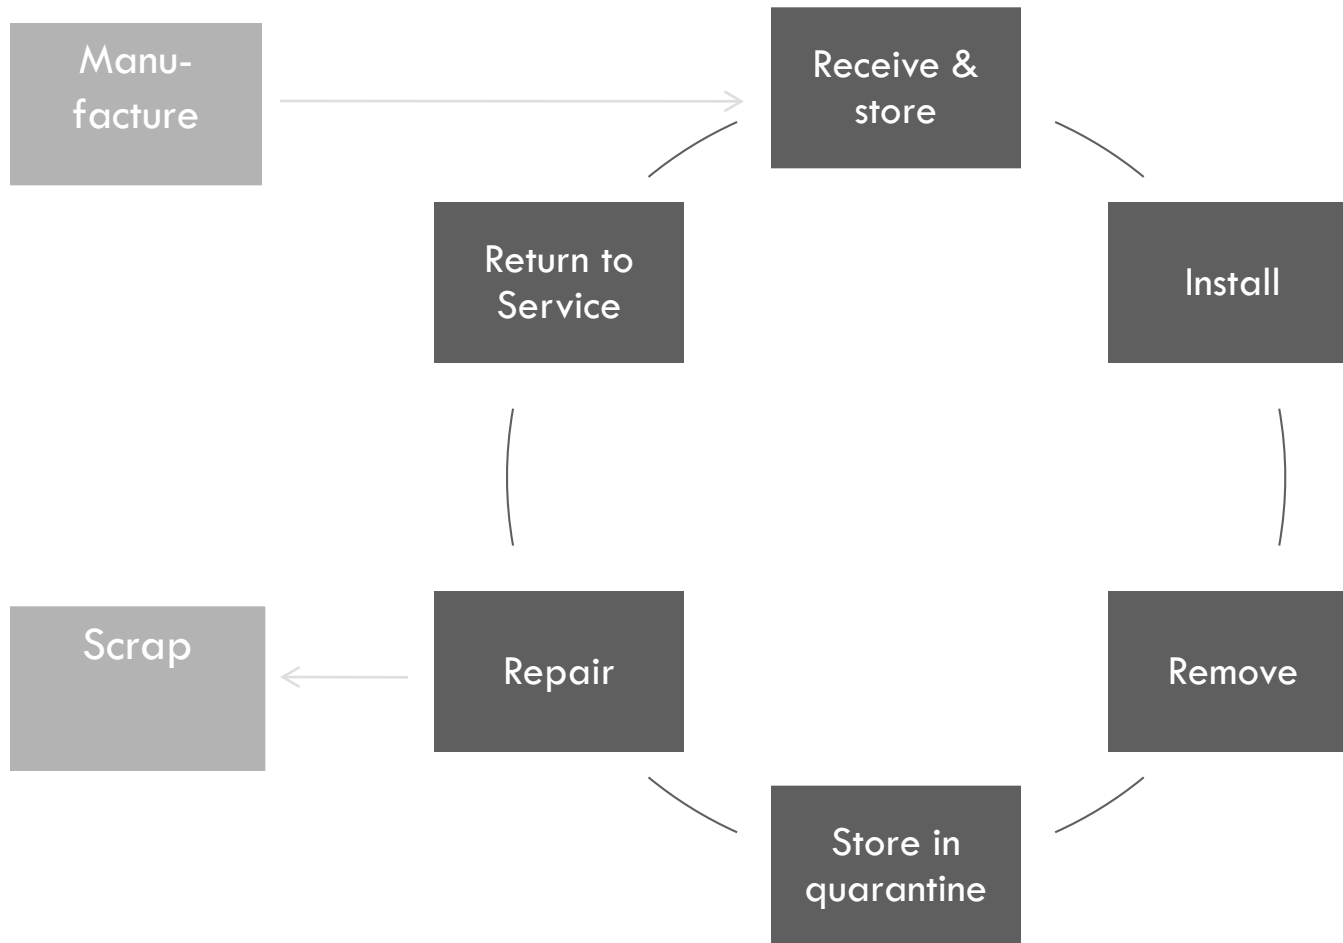 Manu-
facture
Receive &
store
Return to
Service
Install
Scrap
Repair
Remove
Store in
quarantine